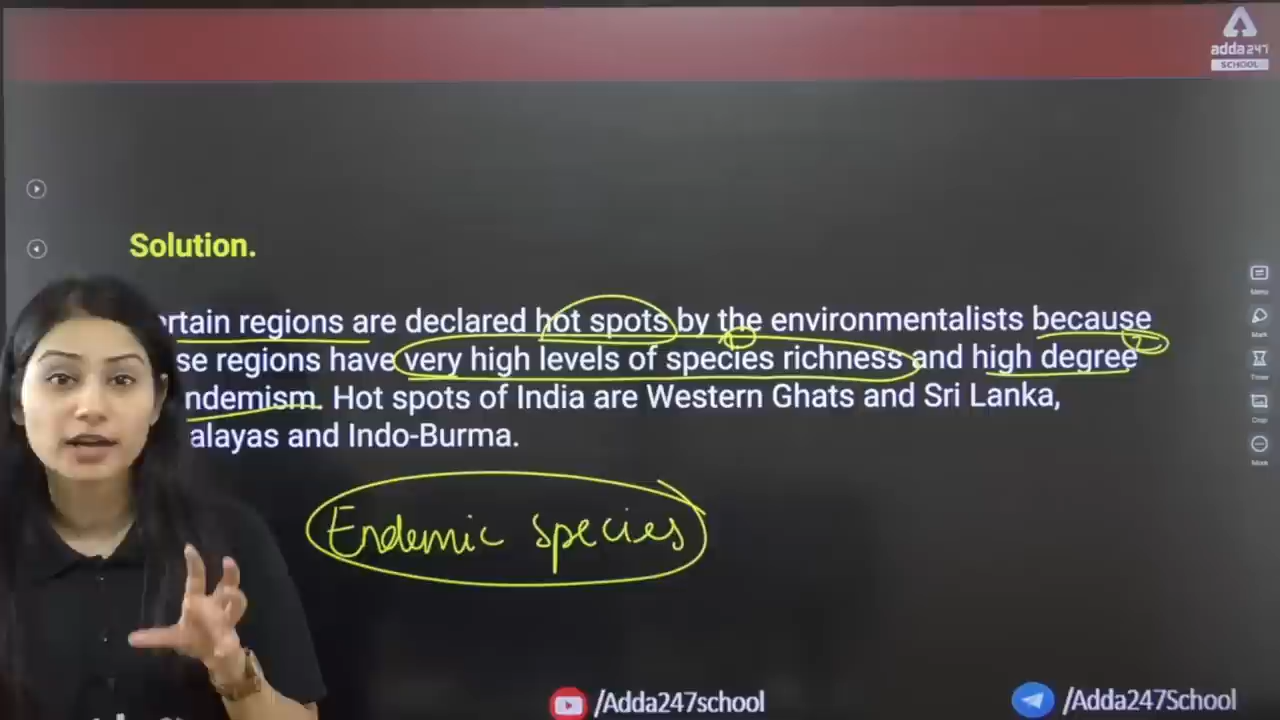 adda247
SCHOOL
Solution.
rtain regions are declared hot spots by the environmentalists because
se regions have very high levels of species richness and high degree
ndemism. Hot spots of India are Western Ghats and Sri Lanka,
alayas and Indo-Burma.
Endemic species
/Adda247school
/Adda247School